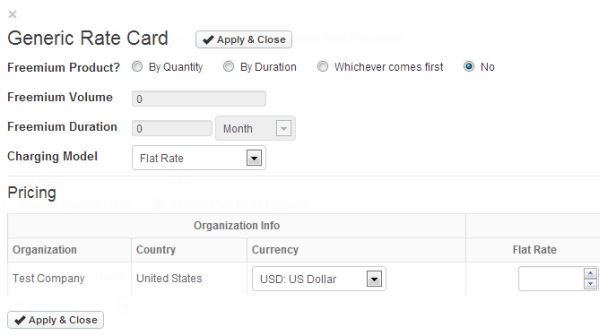 Generic Rate Card Apply & Close
Freemium Product? By Quantity By Duration Whichever comes first No
Freemium Volume 0
Freemium Duration 0 Month
Charging Model Flat Rate
Pricing
Organization Info
Organization Country Currency Flat Rate
Test Company United States USD: US Dollar
Apply & Close